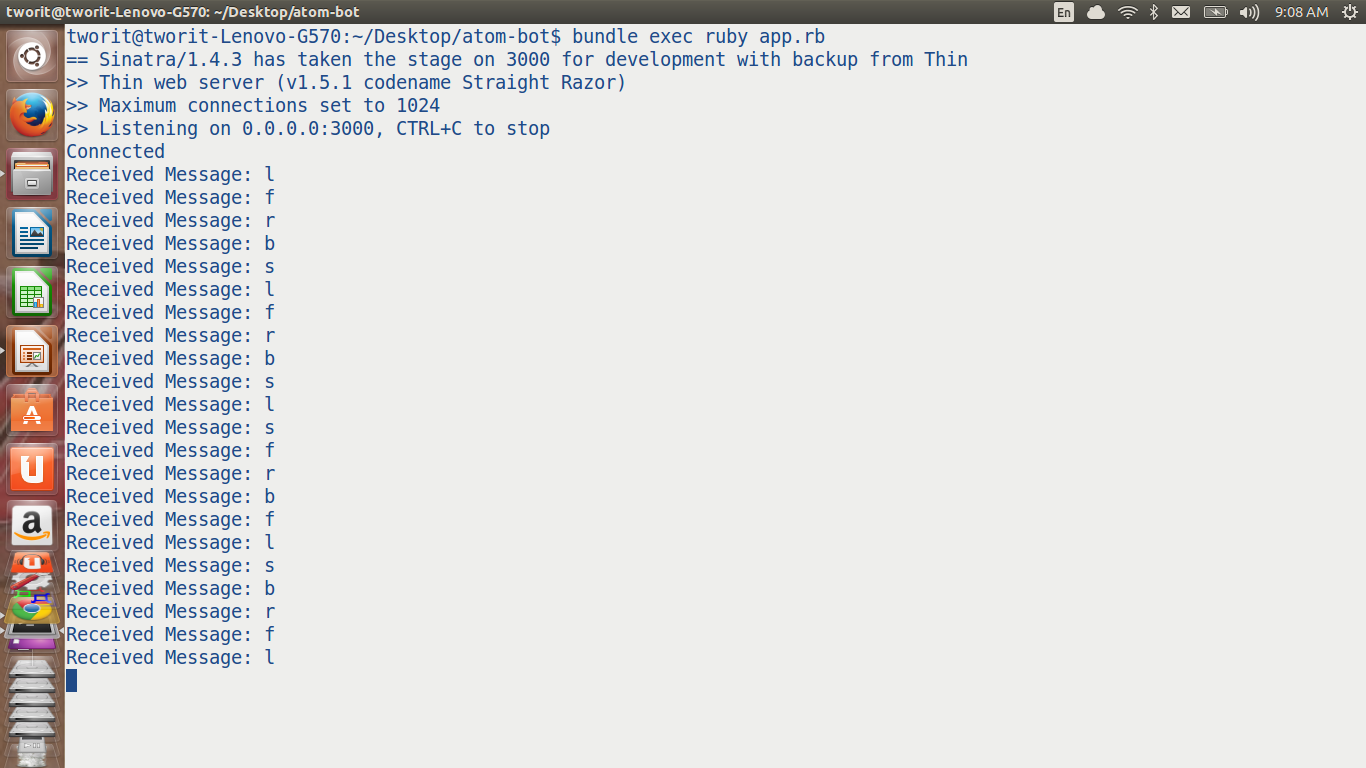 tworit@tworit-Lenovo-G570: ~/Desktop/atom-bot
En
9:08 AM
tworit@tworit-Lenovo-G570:~/Desktop/atom-bot$ bundle exec ruby app.rb
== Sinatra/1.4.3 has taken the stage on 3000 for development with backup from Thin
>> Thin web server (v1.5.1 codename Straight Razor)
>> Maximum connections set to 1024
>> Listening on 0.0.0.0:3000, CTRL+C to stop
Connected
Received Message: l
Received Message: f
Received Message: r
Received Message: b
Received Message: s
Received Message: l
Received Message: f
Received Message: r
Received Message: b
Received Message: s
Received Message: l
Received Message: s
Received Message: f
Received Message: r
Received Message: b
Received Message: f
Received Message: l
Received Message: s
Received Message: b
Received Message: r
Received Message: f
Received Message: l